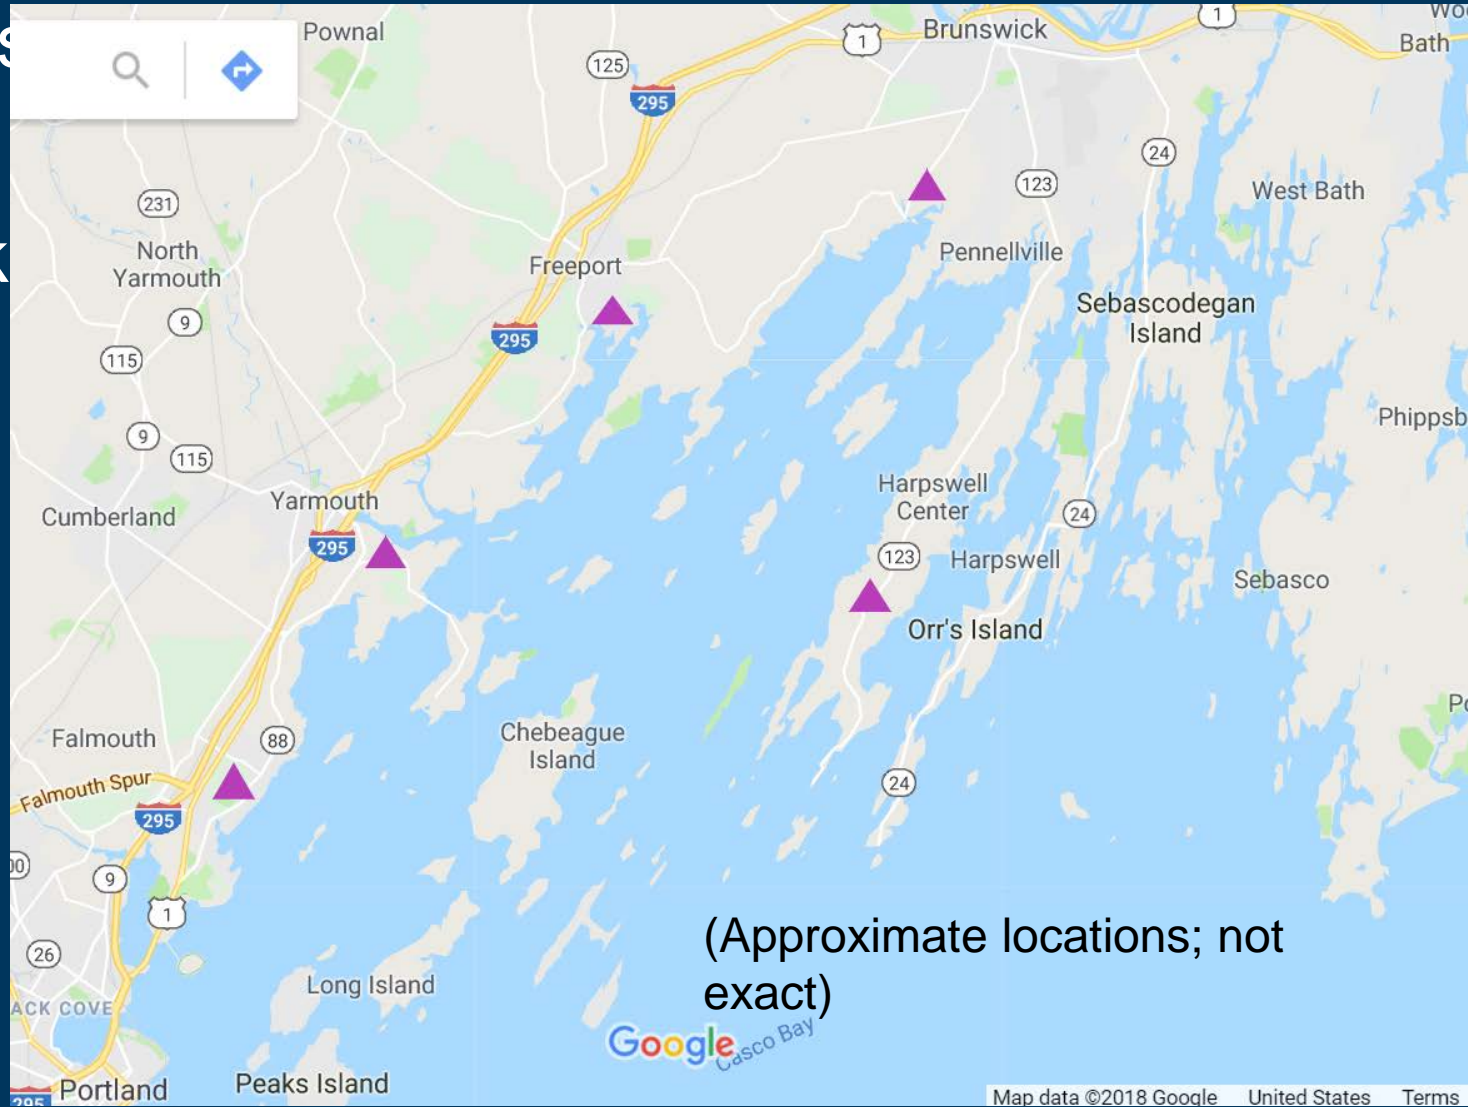 s
Pownal
125
1
Brunswick
1
Bath
295
24
231
123
West Bath
k
North
Yarmouth
Freeport
Pennellville
9
295
Sebascodegan
Island
115
9
115
Phippsb
Yarmouth
Cumberland
Harpswell
Center
24
295
123
Harpswell
Sebasco
Orr's Island
Falmouth
88
Chebeague
Island
Falmouth Spur
24
295
9
1
26
(Approximate locations; not
exact)
Long Island
ACK COVE
Google
Casco Bay
295
Portland
Peaks Island
Map data ©2018 Google United States Terms